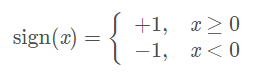 sign(x) = { +1, x ≥ 0
−1, x < 0